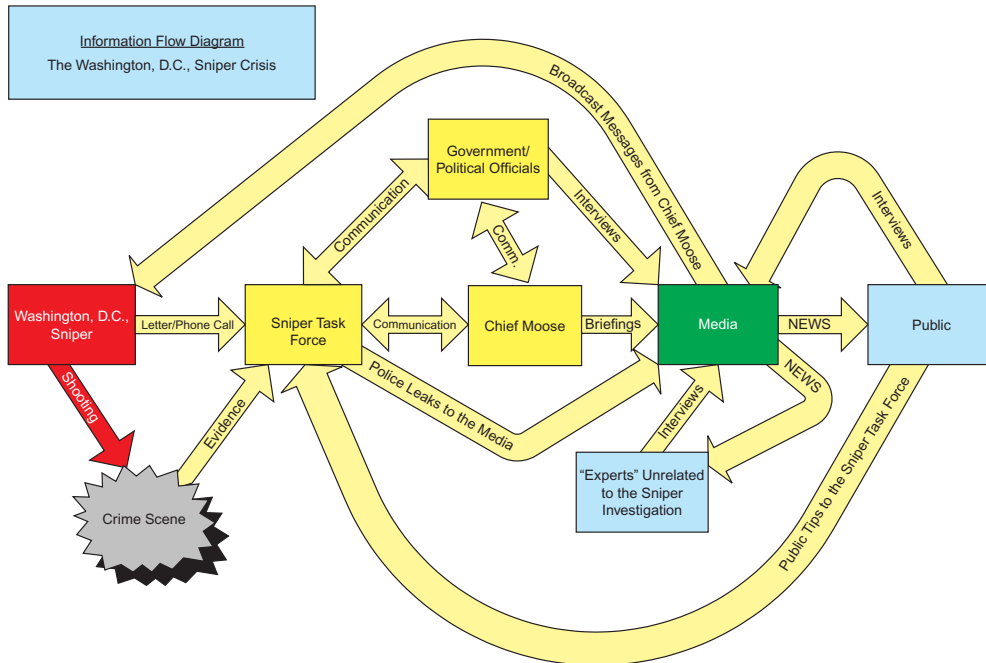 Information Flow Diagram
The Washington, D.C., Sniper Crisis
Broadcast Messages from Chief Moose
Government/
Political Officials
Communication
Interviews
Comm.
Interviews
Washington, D.C.,
Sniper
Letter/Phone Call
Sniper Task
Force
Communication
Chief Moose
Briefings
Media
NEWS
Public
Shooting
Evidence
Police Leaks to the Media
Interviews
NEWS
Public Tips to the Sniper Task Force
“Experts” Unrelated
to the Sniper
Investigation
Crime Scene